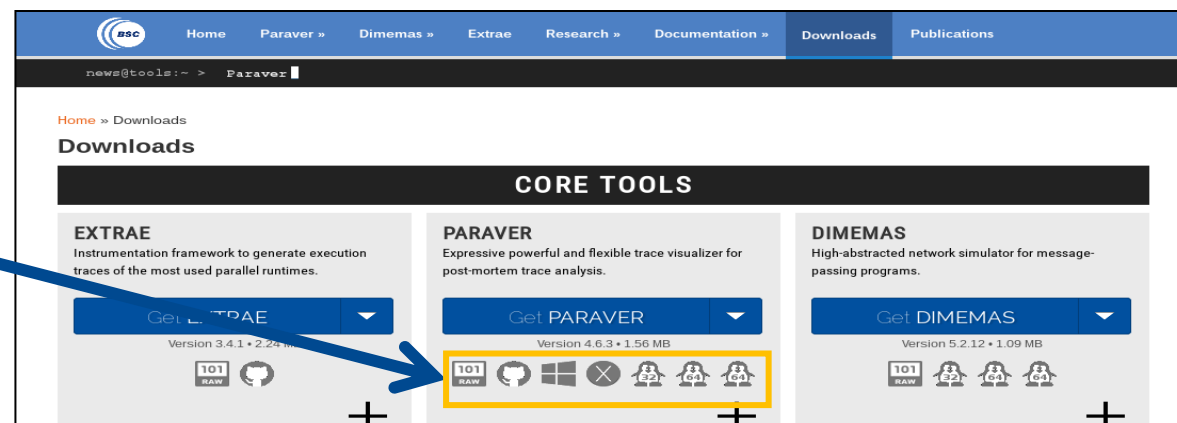 BSC Home Paraver » Dimemas » Extrae Research » Documentation » Downloads Publications
news@tools:~ > Paraver
Home » Downloads
Downloads
CORE TOOLS
EXTRAE
Instrumentation framework to generate execution
traces of the most used parallel runtimes.
Get EXTRAE
Version 3.4.1 • 2.24
101
RAW
PARAVER
Expressive powerful and flexible trace visualizer for
post-mortem trace analysis.
Get PARAVER
Version 4.6.3 • 1.56 MB
101
RAW
32 64 64
DIMEMAS
High-abstracted network simulator for message-
passing programs.
Get DIMEMAS
Version 5.2.12 • 1.09 MB
101
RAW
32 64 64